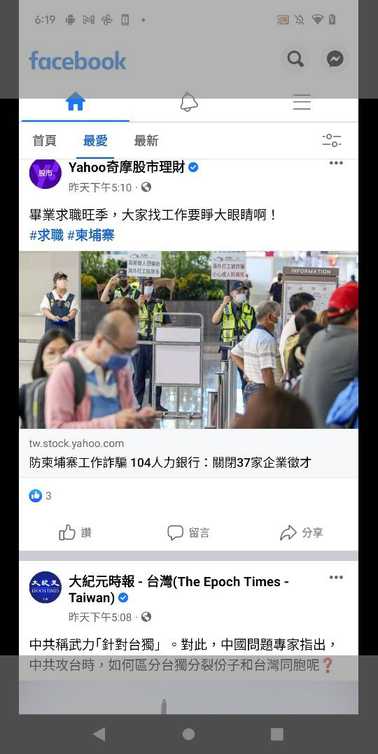 6:19
facebook
首頁 最愛 最新
Yahoo奇摩股市理財
股市
昨天下午5:10 ·
畢業求職旺季，大家找工作要睜大眼睛啊！
#求職 #柬埔寨
INFORMATION
tw.stock.yahoo.com
防柬埔寨工作詐騙 104人力銀行：關閉37家企業徵才
3
讚 留言 分享
大紀元時報 - 台灣(The Epoch Times -
Taiwan)
大紀元
昨天下午5:08 ·
中共稱武力「針對台獨」。對此，中國問題專家指出，
中共攻台時，如何區分台獨分裂份子和台灣同胞呢❓